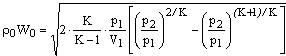 ρ₀W₀ = √(2 · K/(K-1) · p₁/V₁ [(p₂/p₁)^(2/K) − (p₂/p₁)^((K+1)/K)])